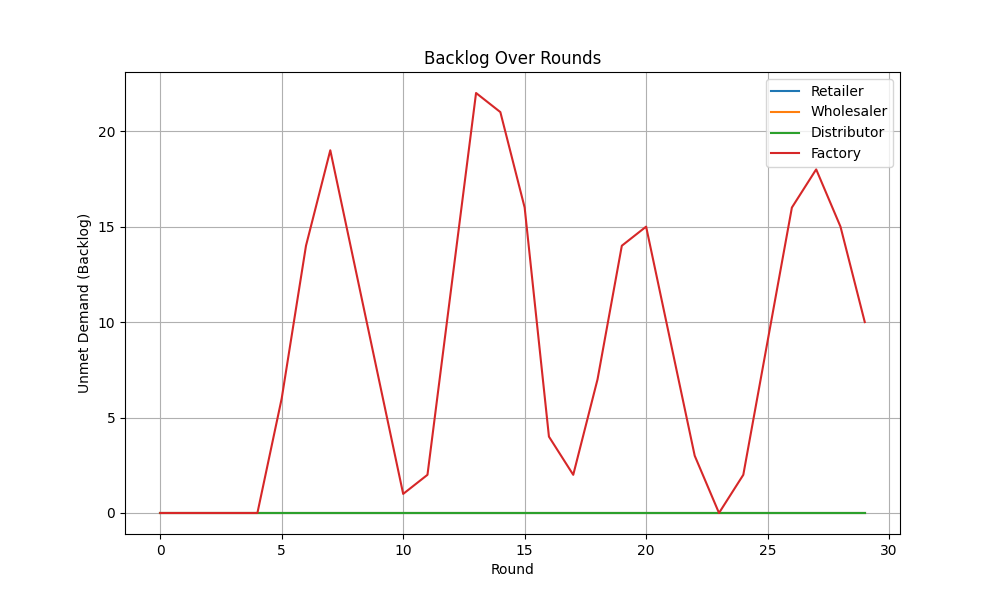 Backlog Over Rounds
Retailer
Wholesaler
Distributor
Factory
Unmet Demand (Backlog)
20
15
10
5
0
0 5 10 15 20 25 30
Round